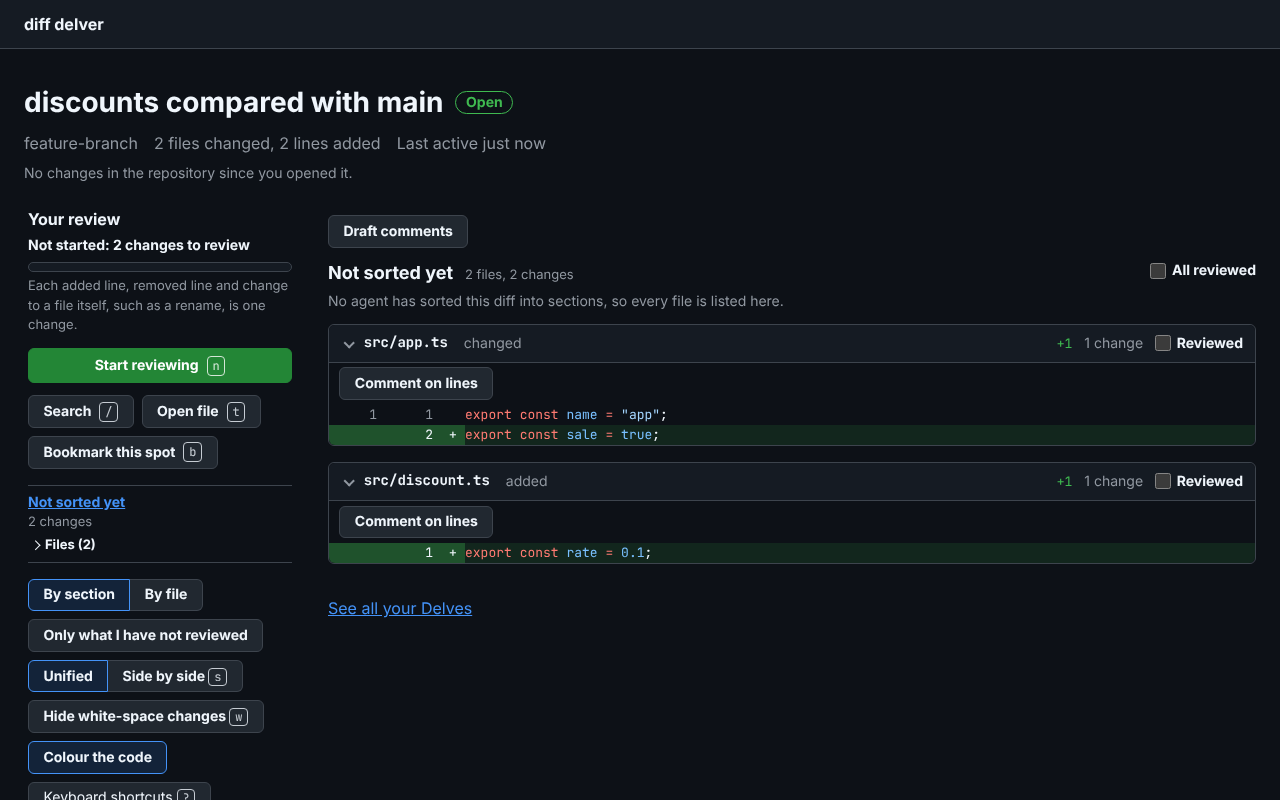 diff delver
discounts compared with main Open
feature-branch 2 files changed, 2 lines added Last active just now
No changes in the repository since you opened it.
Your review
Not started: 2 changes to review
Each added line, removed line and change
to a file itself, such as a rename, is one
change.
Start reviewing n
Search / Open file t
Bookmark this spot b
Not sorted yet
2 changes
Files (2)
By section By file
Only what I have not reviewed
Unified Side by side s
Hide white-space changes w
Colour the code
Keyboard shortcuts ?
Draft comments
Not sorted yet 2 files, 2 changes All reviewed
No agent has sorted this diff into sections, so every file is listed here.
src/app.ts changed +1 1 change Reviewed
Comment on lines
1 1 export const name = "app";
2 + export const sale = true;
src/discount.ts added +1 1 change Reviewed
Comment on lines
1 + export const rate = 0.1;
See all your Delves